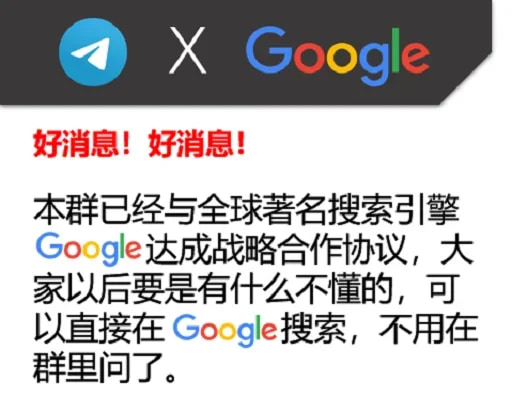 X Google
好消息！好消息！
本群已经与全球著名搜索引擎
Google达成战略合作协议，大
家以后要是有什么不懂的，可
以直接在 Google搜索，不用在
群里问了。